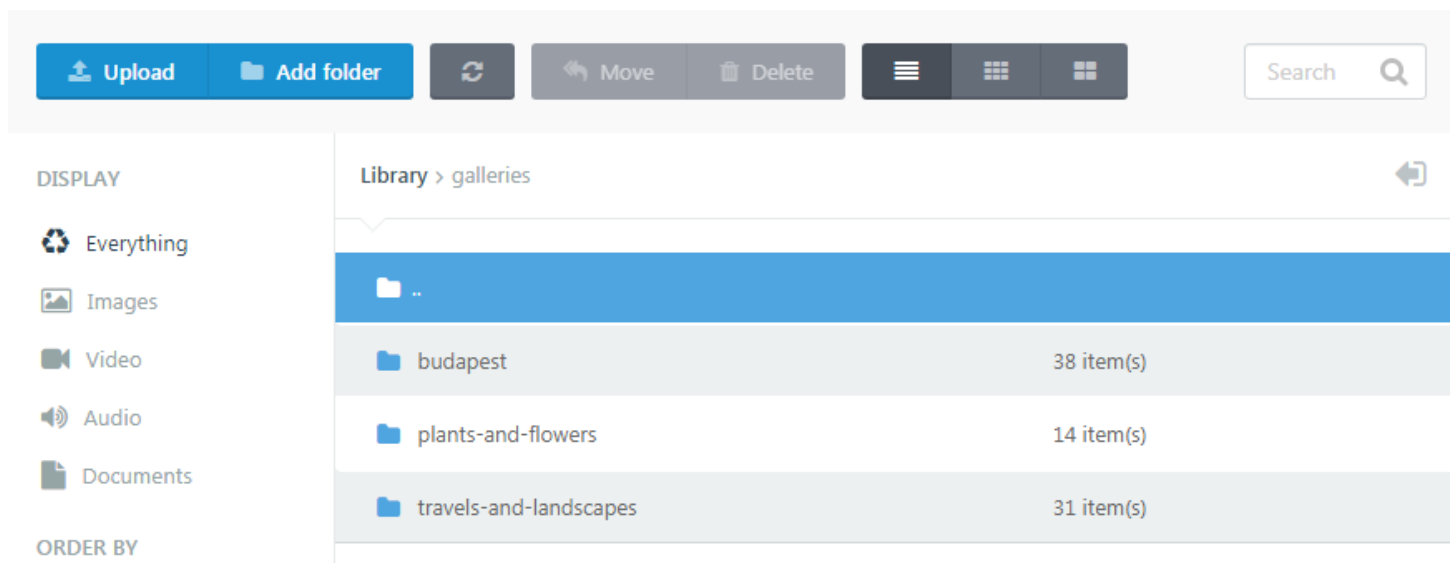 Upload Add folder Move Delete Search
DISPLAY
Library > galleries
Everything
Images
Video
Audio
Documents
ORDER BY
..
budapest 38 item(s)
plants-and-flowers 14 item(s)
travels-and-landscapes 31 item(s)